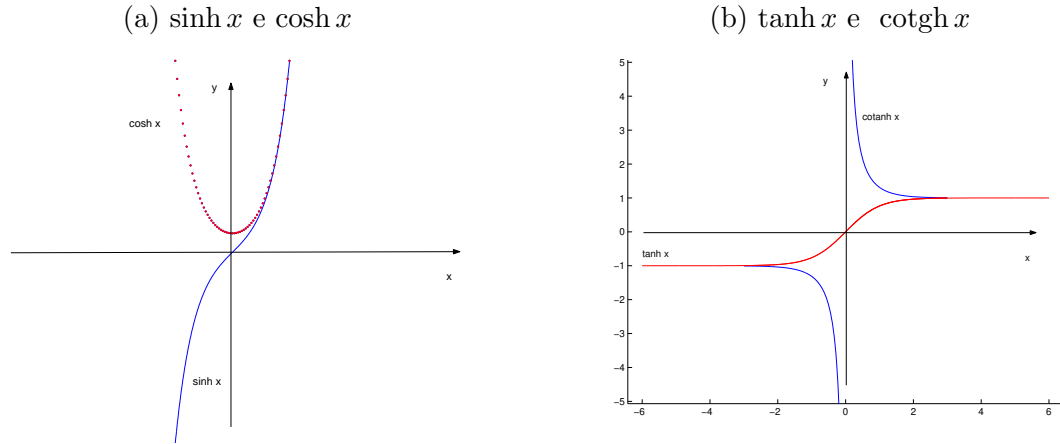 (a) sinh x e cosh x
y
cosh x
x
sinh x
(b) tanh x e cotgh x
5
4
3
2
1
0
−1
−2
−3
−4
−5
y
cotanh x
tanh x
x
−6 −4 −2 0 2 4 6